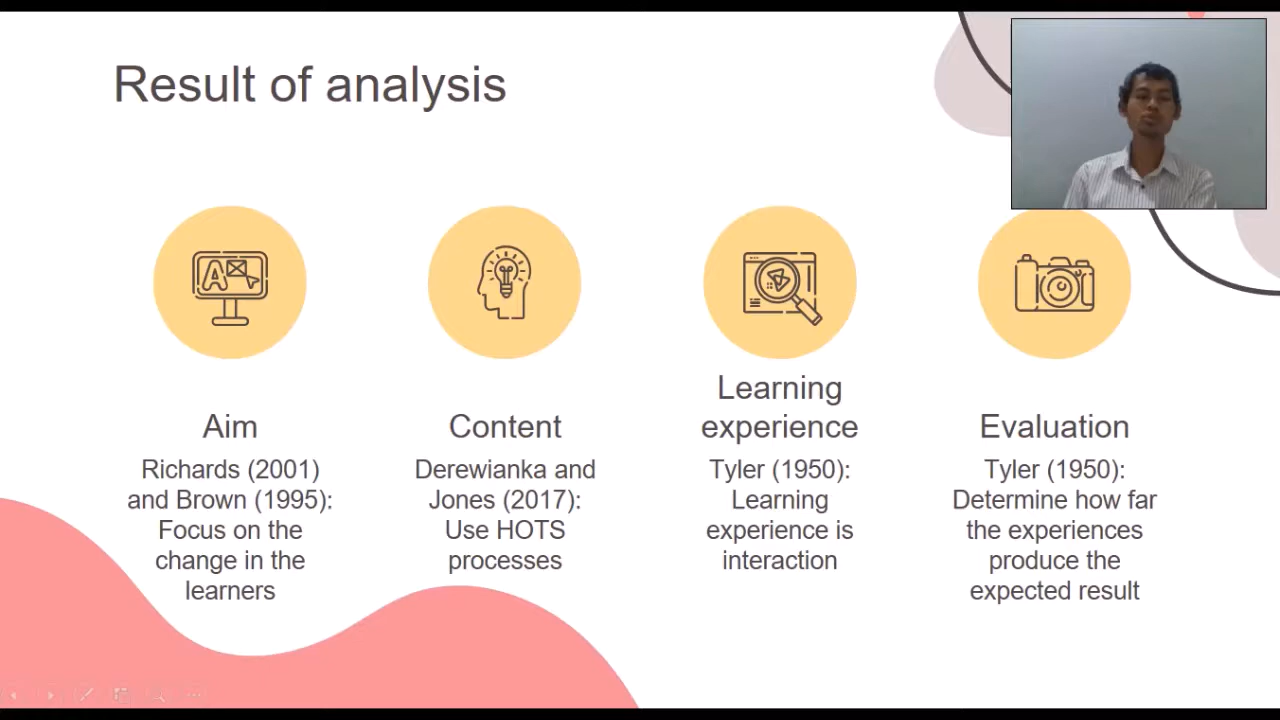 Result of analysis
Aim
Richards (2001)
and Brown (1995):
Focus on the
change in the
learners
Content
Derewianka and
Jones (2017):
Use HOTS
processes
Learning
experience
Tyler (1950):
Learning
experience is
interaction
Evaluation
Tyler (1950):
Determine how far
the experiences
produce the
expected result